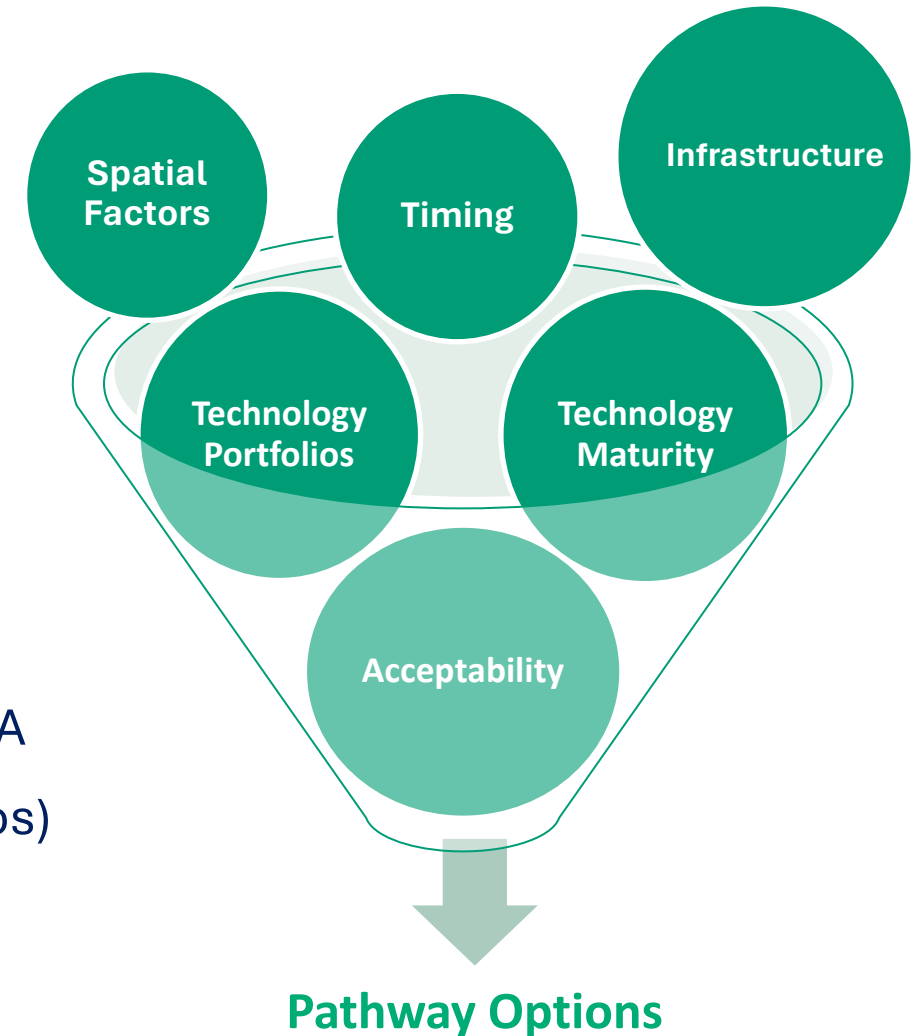 Spatial
Factors
Timing
Infrastructure
Technology
Portfolios
Technology
Maturity
Acceptability
A
os)
Pathway Options